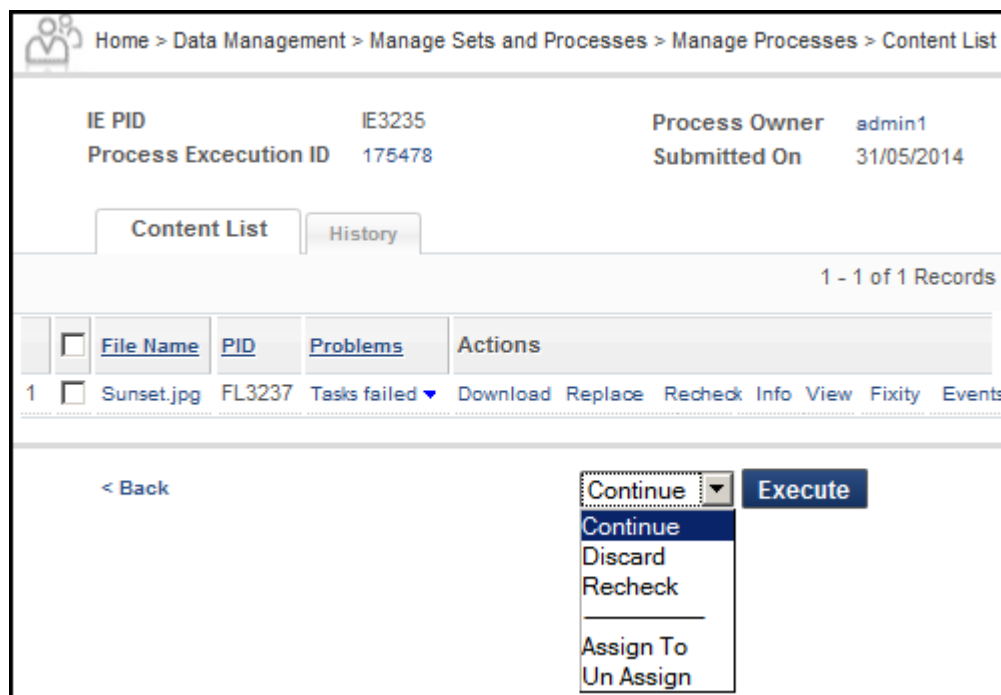 Home > Data Management > Manage Sets and Processes > Manage Processes > Content List
IE PID IE3235 Process Owner admin1
Process Excecution ID 175478 Submitted On 31/05/2014
Content List History
1 - 1 of 1 Records
File Name PID Problems Actions
1 Sunset.jpg FL3237 Tasks failed Download Replace Recheck Info View Fixity Events
< Back Continue Execute
Continue
Discard
Recheck
Assign To
Un Assign